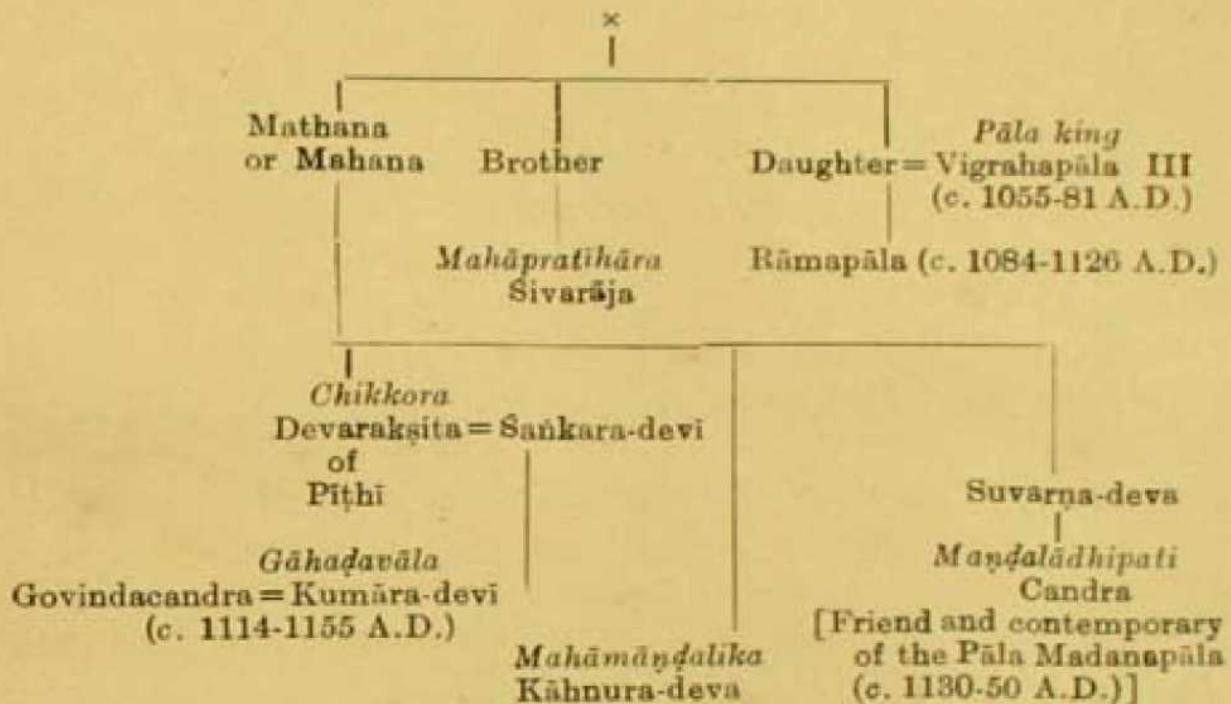 ×
Mathana
or Mahana
Brother
Daughter = Vigrahapāla III
Pāla king
(c. 1055-81 A.D.)
Mahāpratihāra
Śivarāja
Rāmapāla (c. 1084-1126 A.D.)
Chikkora
Devarakṣita = Śaṅkara-devī
of
Pīṭhī
Suvarṇa-deva
Gāhaḍavāla
Govindacandra = Kumāra-devī
(c. 1114-1155 A.D.)
Mahāmāṇḍalika
Kāhnura-deva
Maṇḍalādhipati
Candra
[Friend and contemporary
of the Pāla Madanapāla
(c. 1130-50 A.D.)]